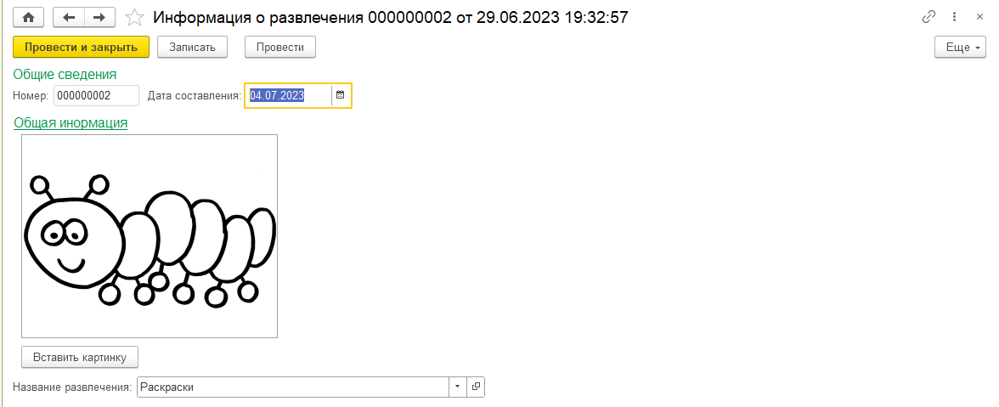 Информация о развлечения 000000002 от 29.06.2023 19:32:57
Провести и закрыть Записать Провести Еще
Общие сведения
Номер: 000000002 Дата составления: 04.07.2023
Общая инормация
Вставить картинку
Название развлечения: Раскраски